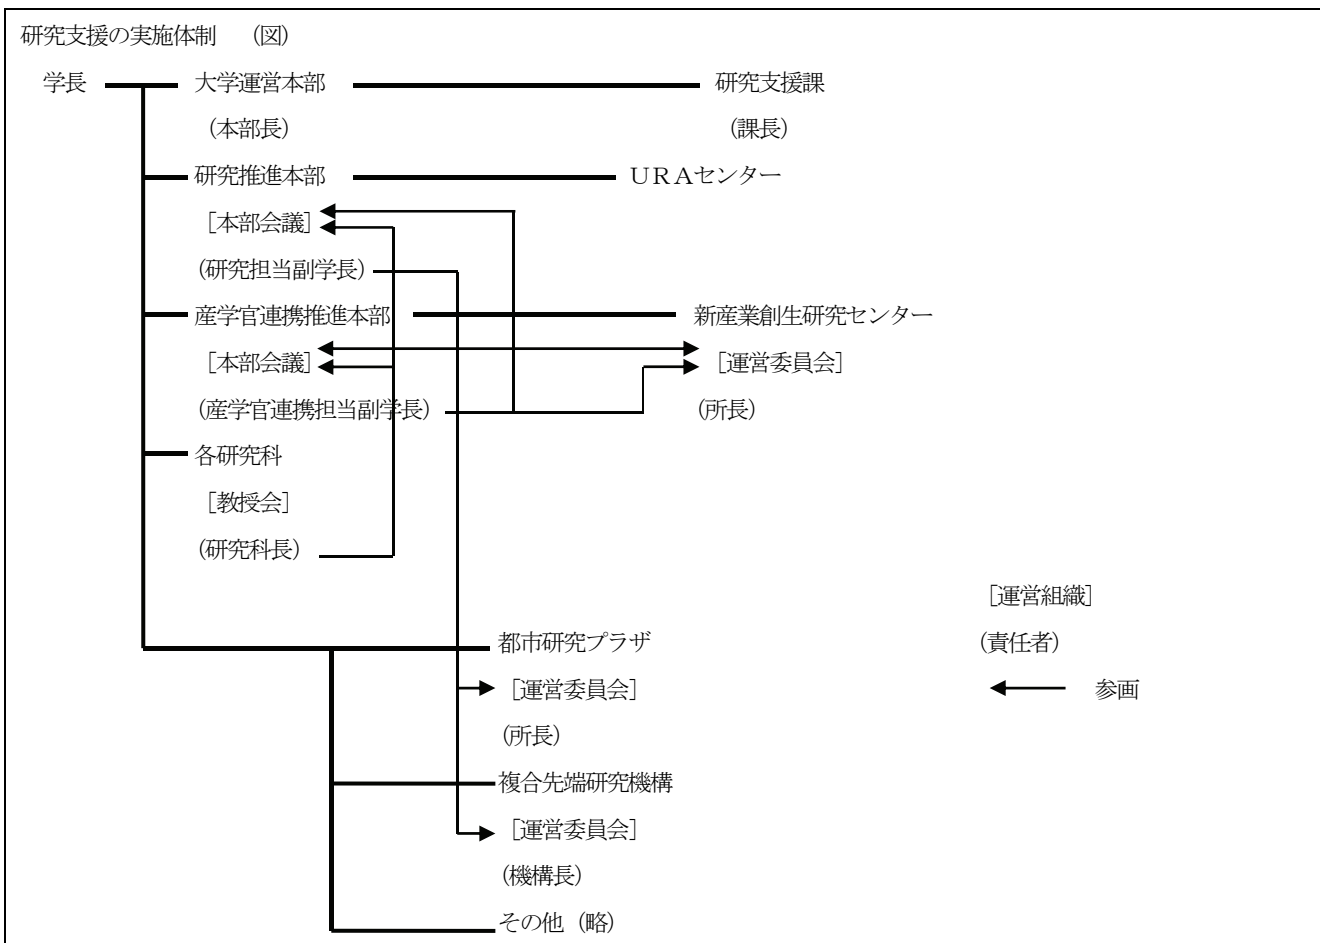 研究支援の実施体制　（図）
学長　大学運営本部　研究支援課
（本部長）　（課長）
研究推進本部　ＵＲＡセンター
［本部会議］
（研究担当副学長）
産学官連携推進本部　新産業創生研究センター
［本部会議］　［運営委員会］
（産学官連携担当副学長）　（所長）
各研究科
［教授会］
（研究科長）
［運営組織］
都市研究プラザ　（責任者）
［運営委員会］　参画
（所長）
複合先端研究機構
［運営委員会］
（機構長）
その他（略）